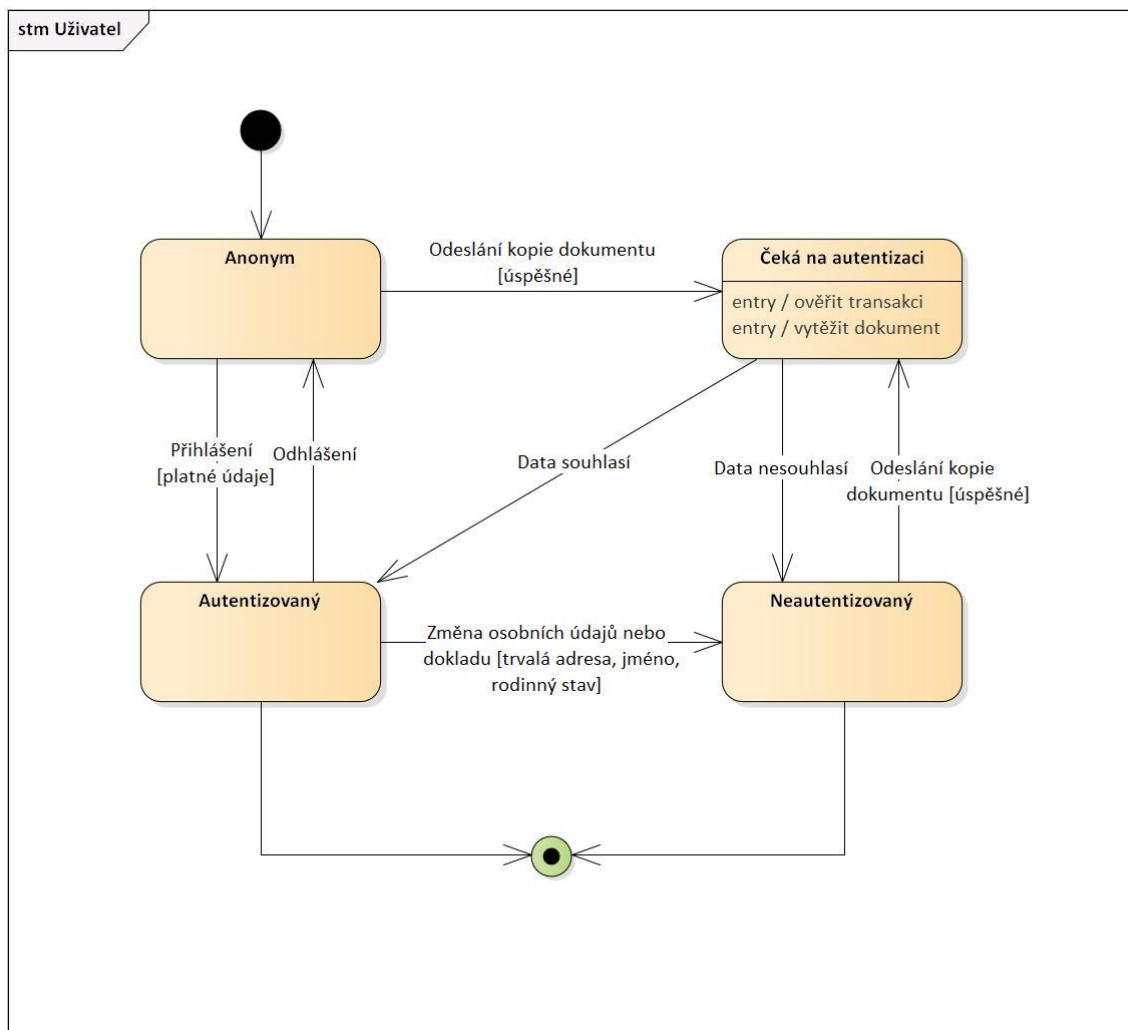 stm Uživatel
Anonym
Odeslání kopie dokumentu
[úspěšné]
Čeká na autentizaci
entry / ověřit transakci
entry / vytěžit dokument
Přihlášení
[platné údaje]
Odhlášení
Data souhlasí
Data nesouhlasí
Odeslání kopie
dokumentu [úspěšné]
Autentizovaný
Změna osobních údajů nebo
dokladu [trvalá adresa, jméno,
rodinný stav]
Neautentizovaný